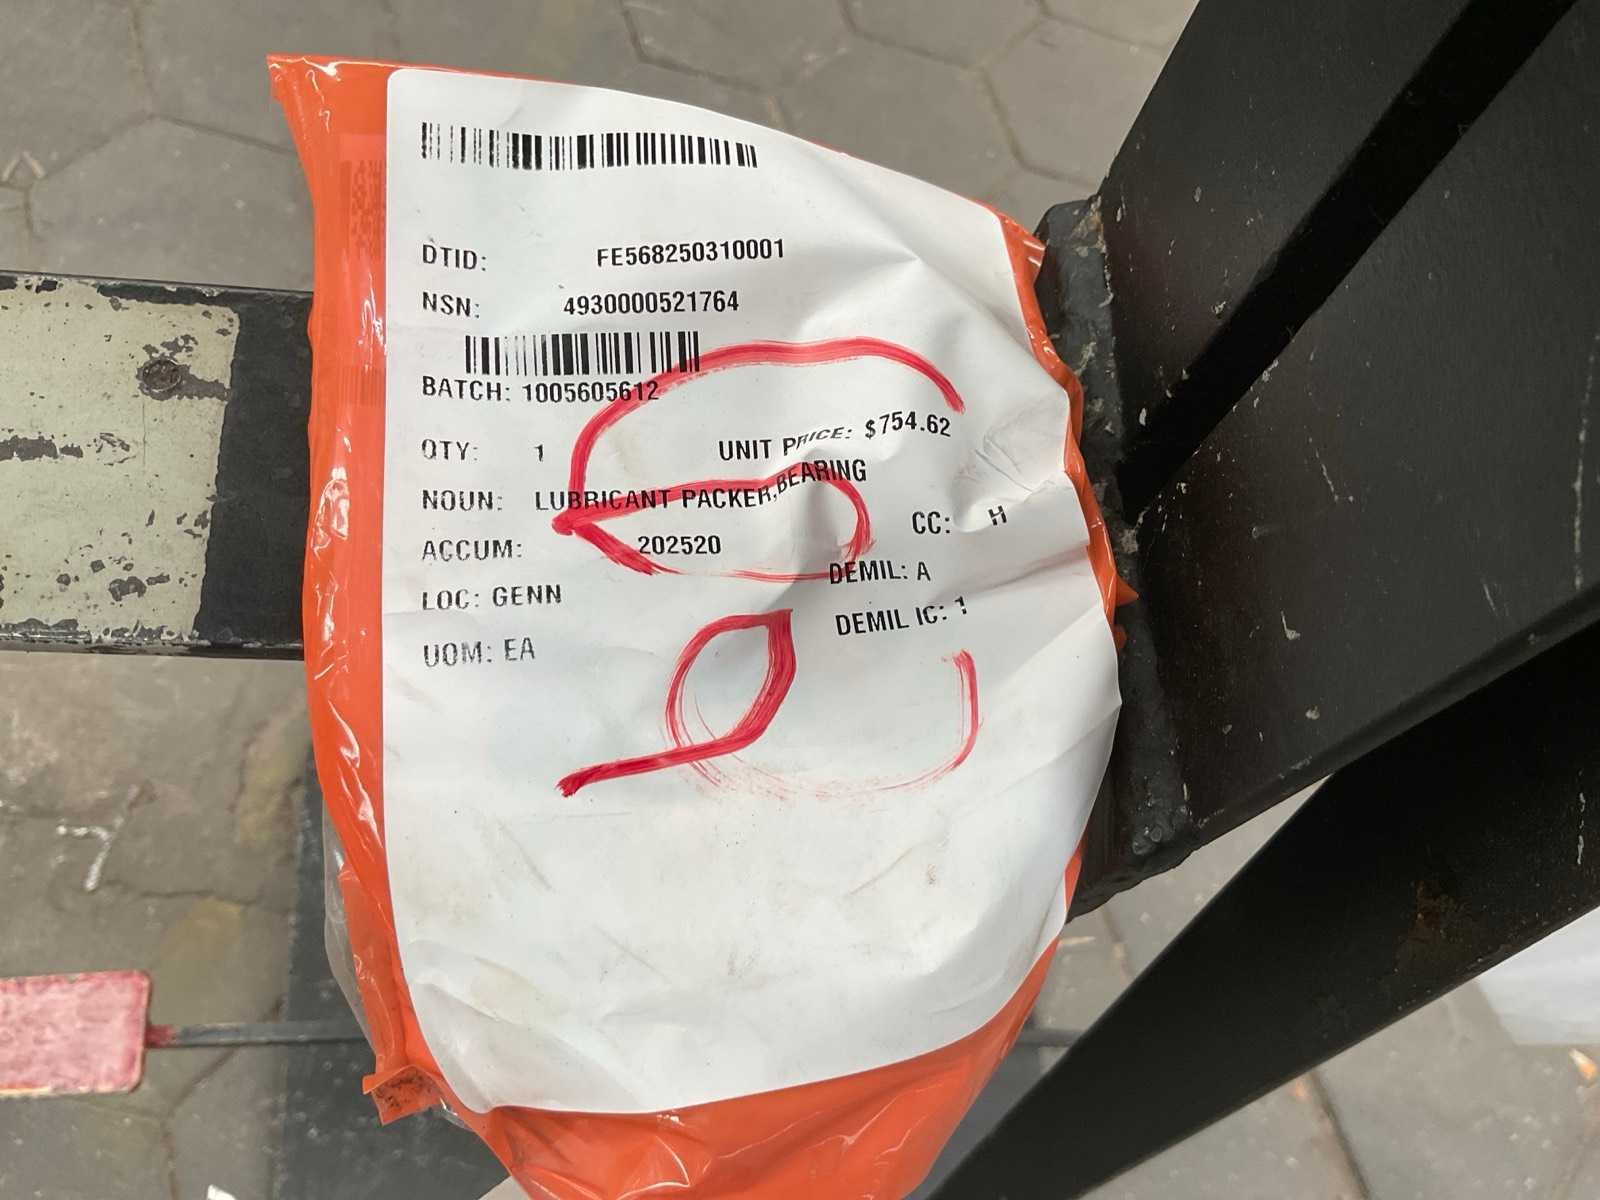 DTID: FE568250310001
NSN: 4930000521764
BATCH: 1005605612
QTY: 1 UNIT PRICE: $754.62
NOUN: LUBRICANT PACKER,BEARING
ACCUM: 202520 CC: H
LOC: GENN DEMIL: A
UOM: EA DEMIL IC: 1